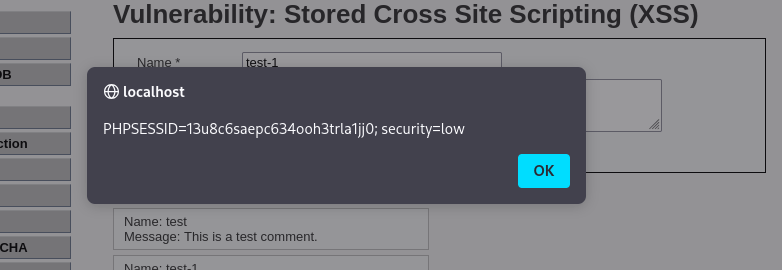 Vulnerability: Stored Cross Site Scripting (XSS)
Name * test-1
DB
localhost
PHPSESSID=13u8c6saepc634ooh3trla1jj0; security=low
ction
OK
Name: test
Message: This is a test comment.
CHA
Name: test-1